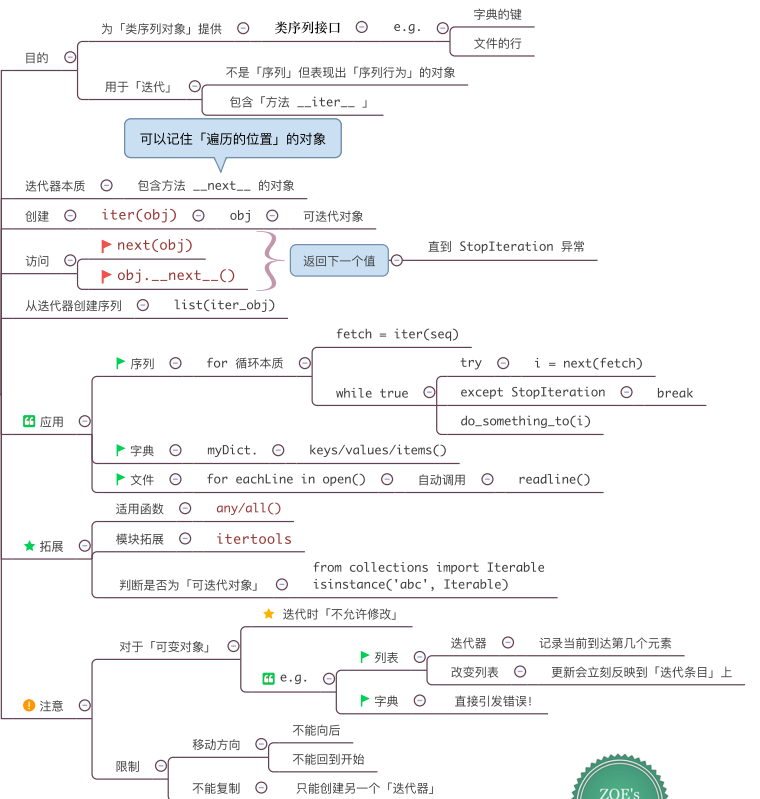 目的
为「类序列对象」提供
类序列接口
e.g.
字典的键
文件的行
用于「迭代」
不是「序列」但表现出「序列行为」的对象
包含「方法 __iter__ 」
可以记住「遍历的位置」的对象
迭代器本质
包含方法 __next__ 的对象
创建
iter(obj)
obj
可迭代对象
访问
next(obj)
obj.__next__()
返回下一个值
直到 StopIteration 异常
从迭代器创建序列
list(iter_obj)
应用
序列
for 循环本质
fetch = iter(seq)
while true
try
i = next(fetch)
except StopIteration
break
do_something_to(i)
字典
myDict.
keys/values/items()
文件
for eachLine in open()
自动调用
readline()
拓展
适用函数
any/all()
模块拓展
itertools
判断是否为「可迭代对象」
from collections import Iterable
isinstance('abc', Iterable)
注意
对于「可变对象」
迭代时「不允许修改」
e.g.
列表
迭代器
记录当前到达第几个元素
改变列表
更新会立刻反映到「迭代条目」上
字典
直接引发错误!
限制
移动方向
不能向后
不能回到开始
不能复制
只能创建另一个「迭代器」
ZOE's